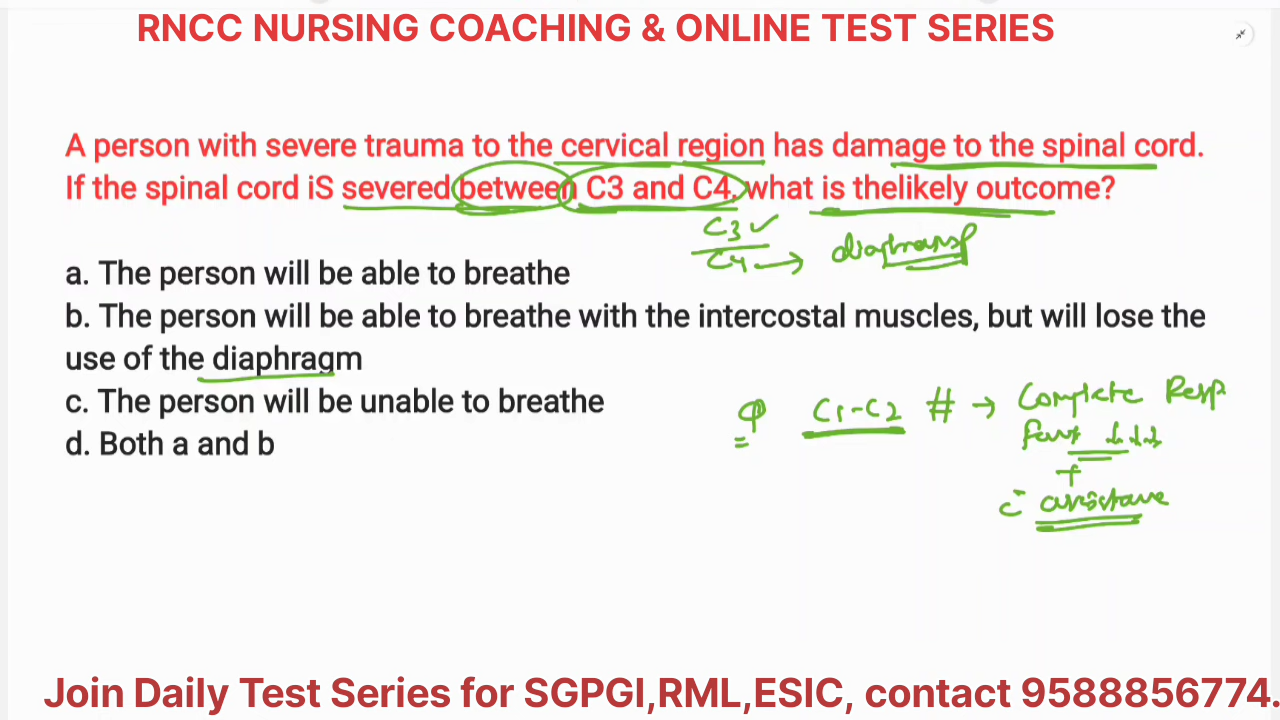 RNCC NURSING COACHING & ONLINE TEST SERIES
A person with severe trauma to the cervical region has damage to the spinal cord.
If the spinal cord iS severed between C3 and C4. what is thelikely outcome?
C3 ✓
C4 →
a. The person will be able to breathe
b. The person will be able to breathe with the intercostal muscles, but will lose the
use of the diaphragm
c. The person will be unable to breathe
C1-C2 # → Complete Resp
d. Both a and b
+
Join Daily Test Series for SGPGI,RML,ESIC, contact 9588856774.